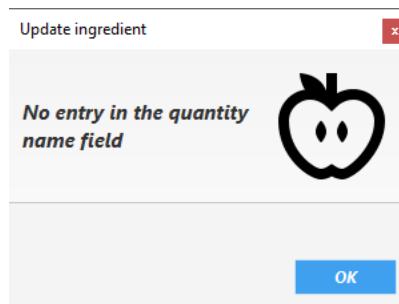 Update ingredient
x
No entry in the quantity
name field
OK